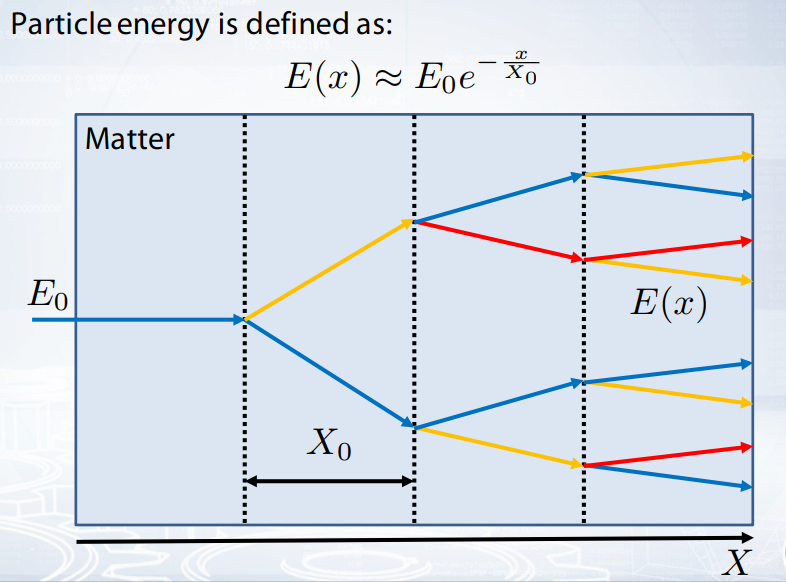 Particle energy is defined as:
E(x) ≈ E₀e^{-x/X₀}
Matter
E₀
E(x)
X₀
X